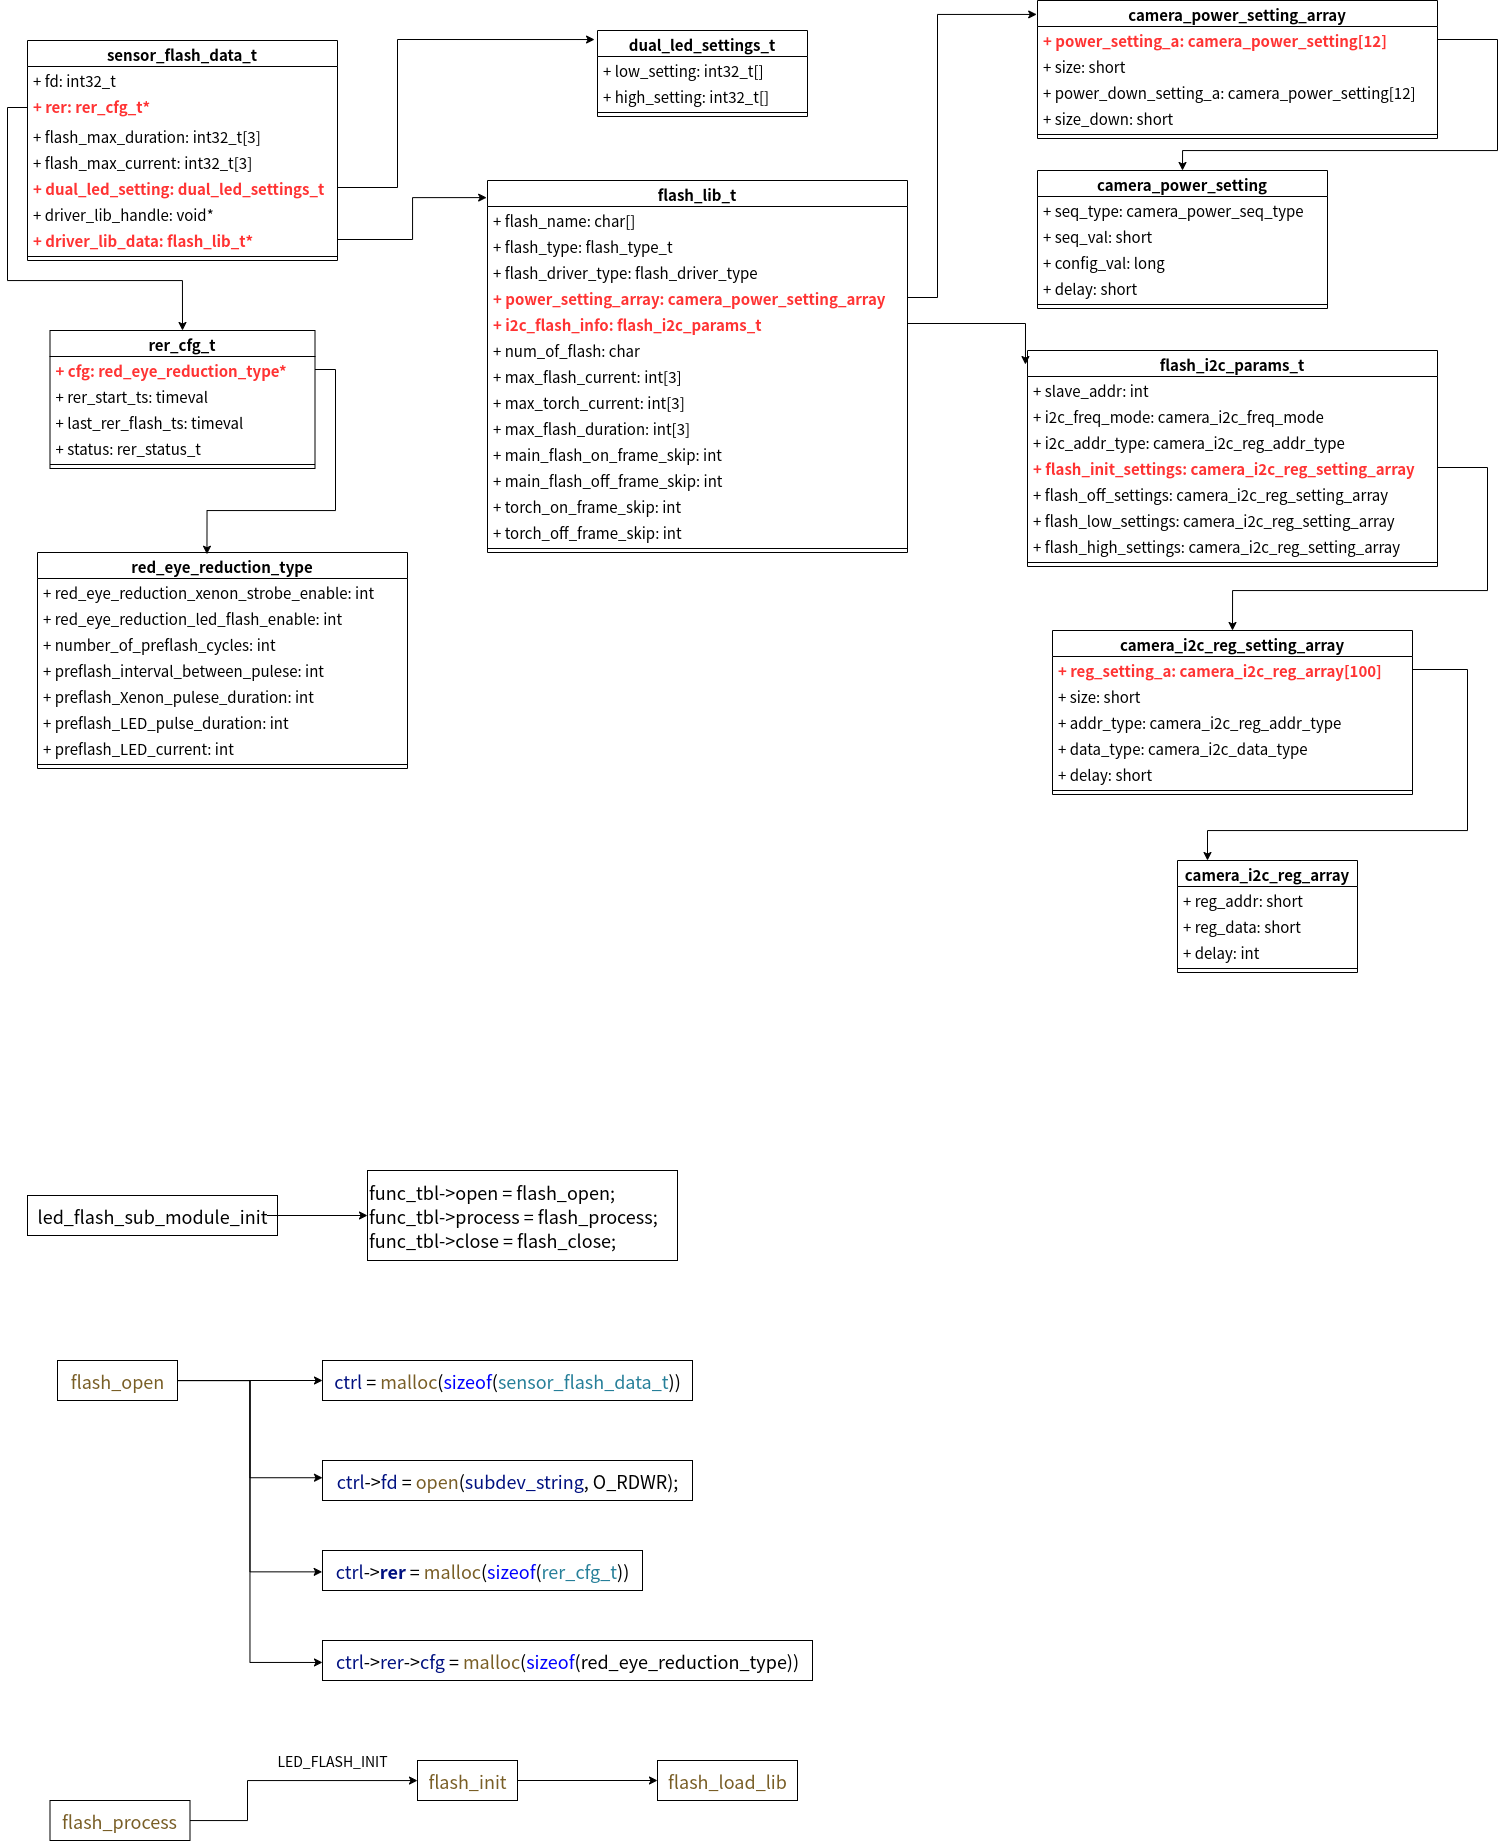 sensor_flash_data_t
+ fd: int32_t
+ rer: rer_cfg_t*
+ flash_max_duration: int32_t[3]
+ flash_max_current: int32_t[3]
+ dual_led_setting: dual_led_settings_t
+ driver_lib_handle: void*
+ driver_lib_data: flash_lib_t*
rer_cfg_t
+ cfg: red_eye_reduction_type*
+ rer_start_ts: timeval
+ last_rer_flash_ts: timeval
+ status: rer_status_t
red_eye_reduction_type
+ red_eye_reduction_xenon_strobe_enable: int
+ red_eye_reduction_led_flash_enable: int
+ number_of_preflash_cycles: int
+ preflash_interval_between_pulese: int
+ preflash_Xenon_pulese_duration: int
+ preflash_LED_pulse_duration: int
+ preflash_LED_current: int
dual_led_settings_t
+ low_setting: int32_t[]
+ high_setting: int32_t[]
flash_lib_t
+ flash_name: char[]
+ flash_type: flash_type_t
+ flash_driver_type: flash_driver_type
+ power_setting_array: camera_power_setting_array
+ i2c_flash_info: flash_i2c_params_t
+ num_of_flash: char
+ max_flash_current: int[3]
+ max_torch_current: int[3]
+ max_flash_duration: int[3]
+ main_flash_on_frame_skip: int
+ main_flash_off_frame_skip: int
+ torch_on_frame_skip: int
+ torch_off_frame_skip: int
camera_power_setting_array
+ power_setting_a: camera_power_setting[12]
+ size: short
+ power_down_setting_a: camera_power_setting[12]
+ size_down: short
camera_power_setting
+ seq_type: camera_power_seq_type
+ seq_val: short
+ config_val: long
+ delay: short
flash_i2c_params_t
+ slave_addr: int
+ i2c_freq_mode: camera_i2c_freq_mode
+ i2c_addr_type: camera_i2c_reg_addr_type
+ flash_init_settings: camera_i2c_reg_setting_array
+ flash_off_settings: camera_i2c_reg_setting_array
+ flash_low_settings: camera_i2c_reg_setting_array
+ flash_high_settings: camera_i2c_reg_setting_array
camera_i2c_reg_setting_array
+ reg_setting_a: camera_i2c_reg_array[100]
+ size: short
+ addr_type: camera_i2c_reg_addr_type
+ data_type: camera_i2c_data_type
+ delay: short
camera_i2c_reg_array
+ reg_addr: short
+ reg_data: short
+ delay: int
led_flash_sub_module_init
func_tbl->open = flash_open;
func_tbl->process = flash_process;
func_tbl->close = flash_close;
flash_open
ctrl = malloc(sizeof(sensor_flash_data_t))
ctrl->fd = open(subdev_string, O_RDWR);
ctrl->rer = malloc(sizeof(rer_cfg_t))
ctrl->rer->cfg = malloc(sizeof(red_eye_reduction_type))
flash_process
LED_FLASH_INIT
flash_init
flash_load_lib